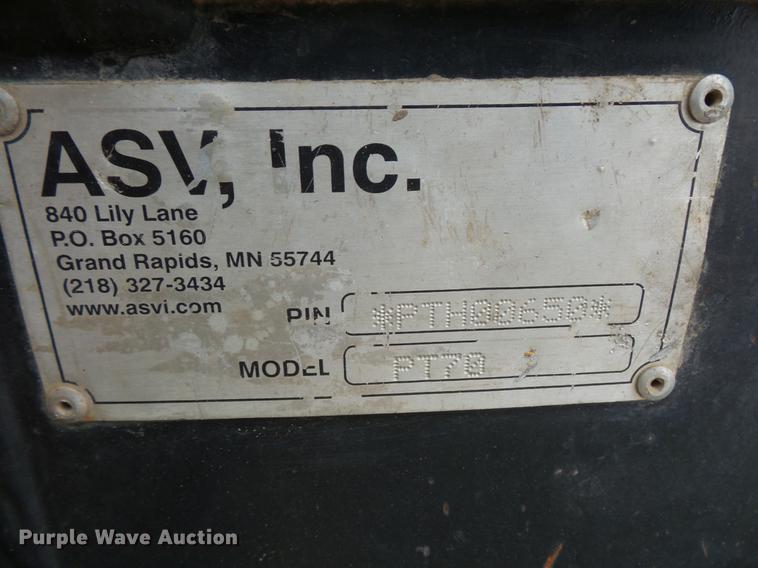 ASV, Inc.
840 Lily Lane
P.O. Box 5160
Grand Rapids, MN 55744
(218) 327-3434
www.asvi.com
PIN *PTH00650*
MODEL PT70
Purple Wave Auction